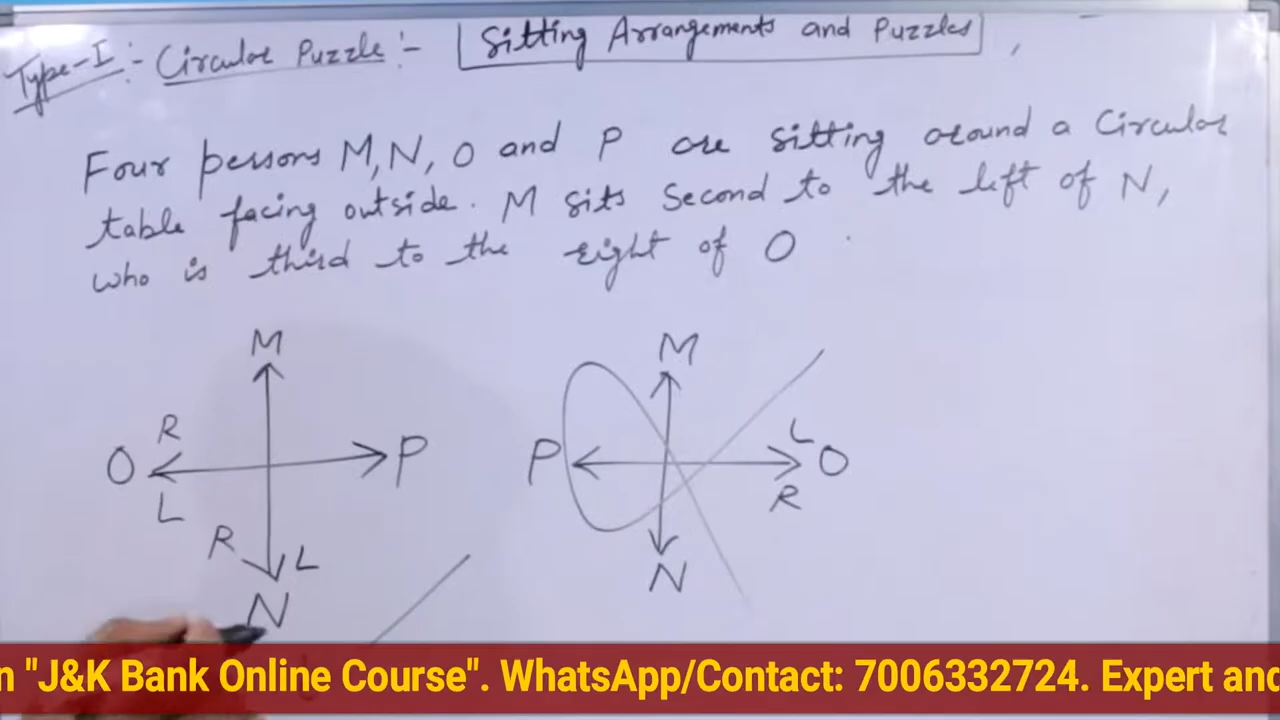 Type-I :- Circular Puzzle :- Sitting Arrangements and Puzzles
Four persons M, N, O and P are sitting around a Circular
table facing outside. M sits Second to the left of N,
who is third to the right of O.
M
R
O
P
L
R
L
N
M
L
P
O
R
N
n "J&K Bank Online Course". WhatsApp/Contact: 7006332724. Expert and